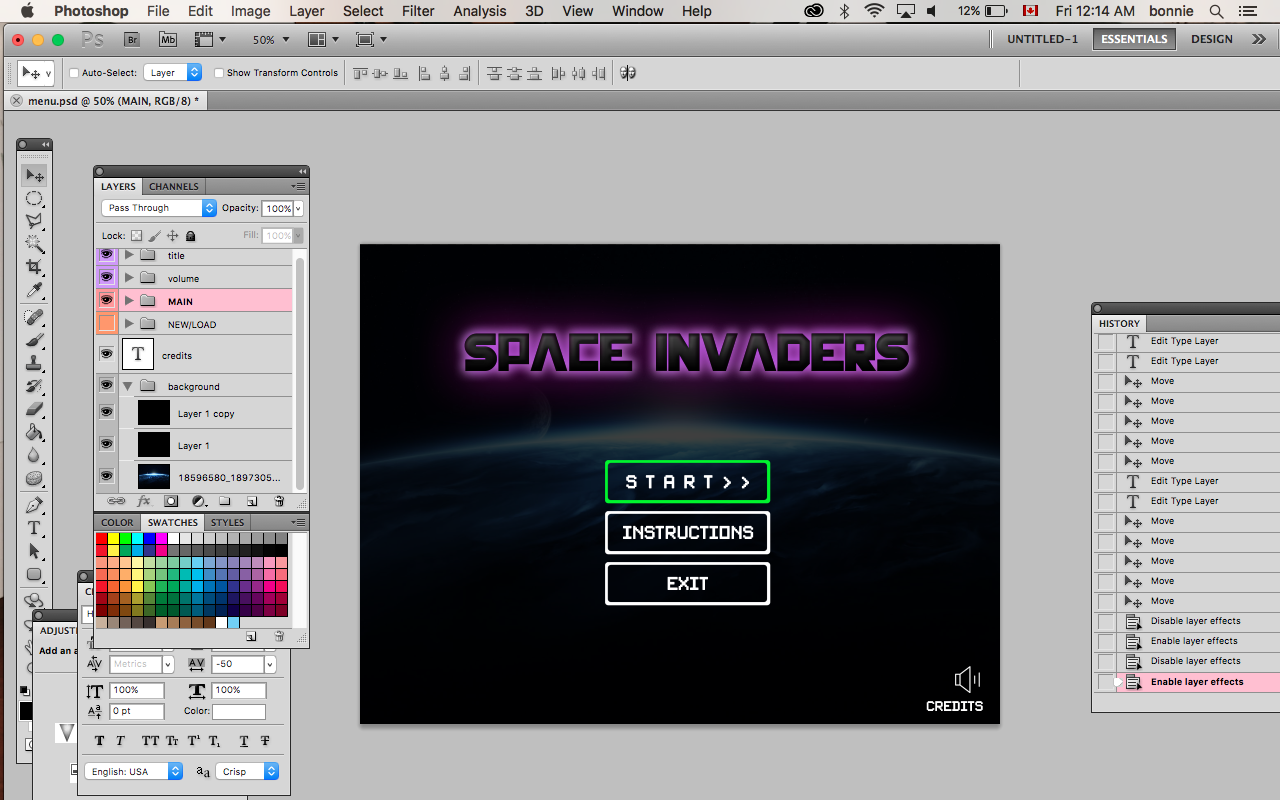 Photoshop File Edit Image Layer Select Filter Analysis 3D View Window Help 12% Fri 12:14 AM bonnie
Ps Br Mb 50% UNTITLED-1 ESSENTIALS DESIGN
Auto-Select: Layer Show Transform Controls
menu.psd @ 50% (MAIN, RGB/8) *
LAYERS CHANNELS
Pass Through Opacity: 100%
Lock: Fill: 100%
title
volume
MAIN
NEW/LOAD
T credits
background
Layer 1 copy
Layer 1
18596580_1897305...
fx
COLOR SWATCHES STYLES
ADJUSTI
Add an a
Metrics -50
100% 100%
0 pt Color:
English: USA aa Crisp
SPACE INVADERS
START>>
INSTRUCTIONS
EXIT
CREDITS
HISTORY
Edit Type Layer
Edit Type Layer
Move
Move
Move
Move
Move
Edit Type Layer
Edit Type Layer
Move
Move
Move
Move
Move
Disable layer effects
Enable layer effects
Disable layer effects
Enable layer effects